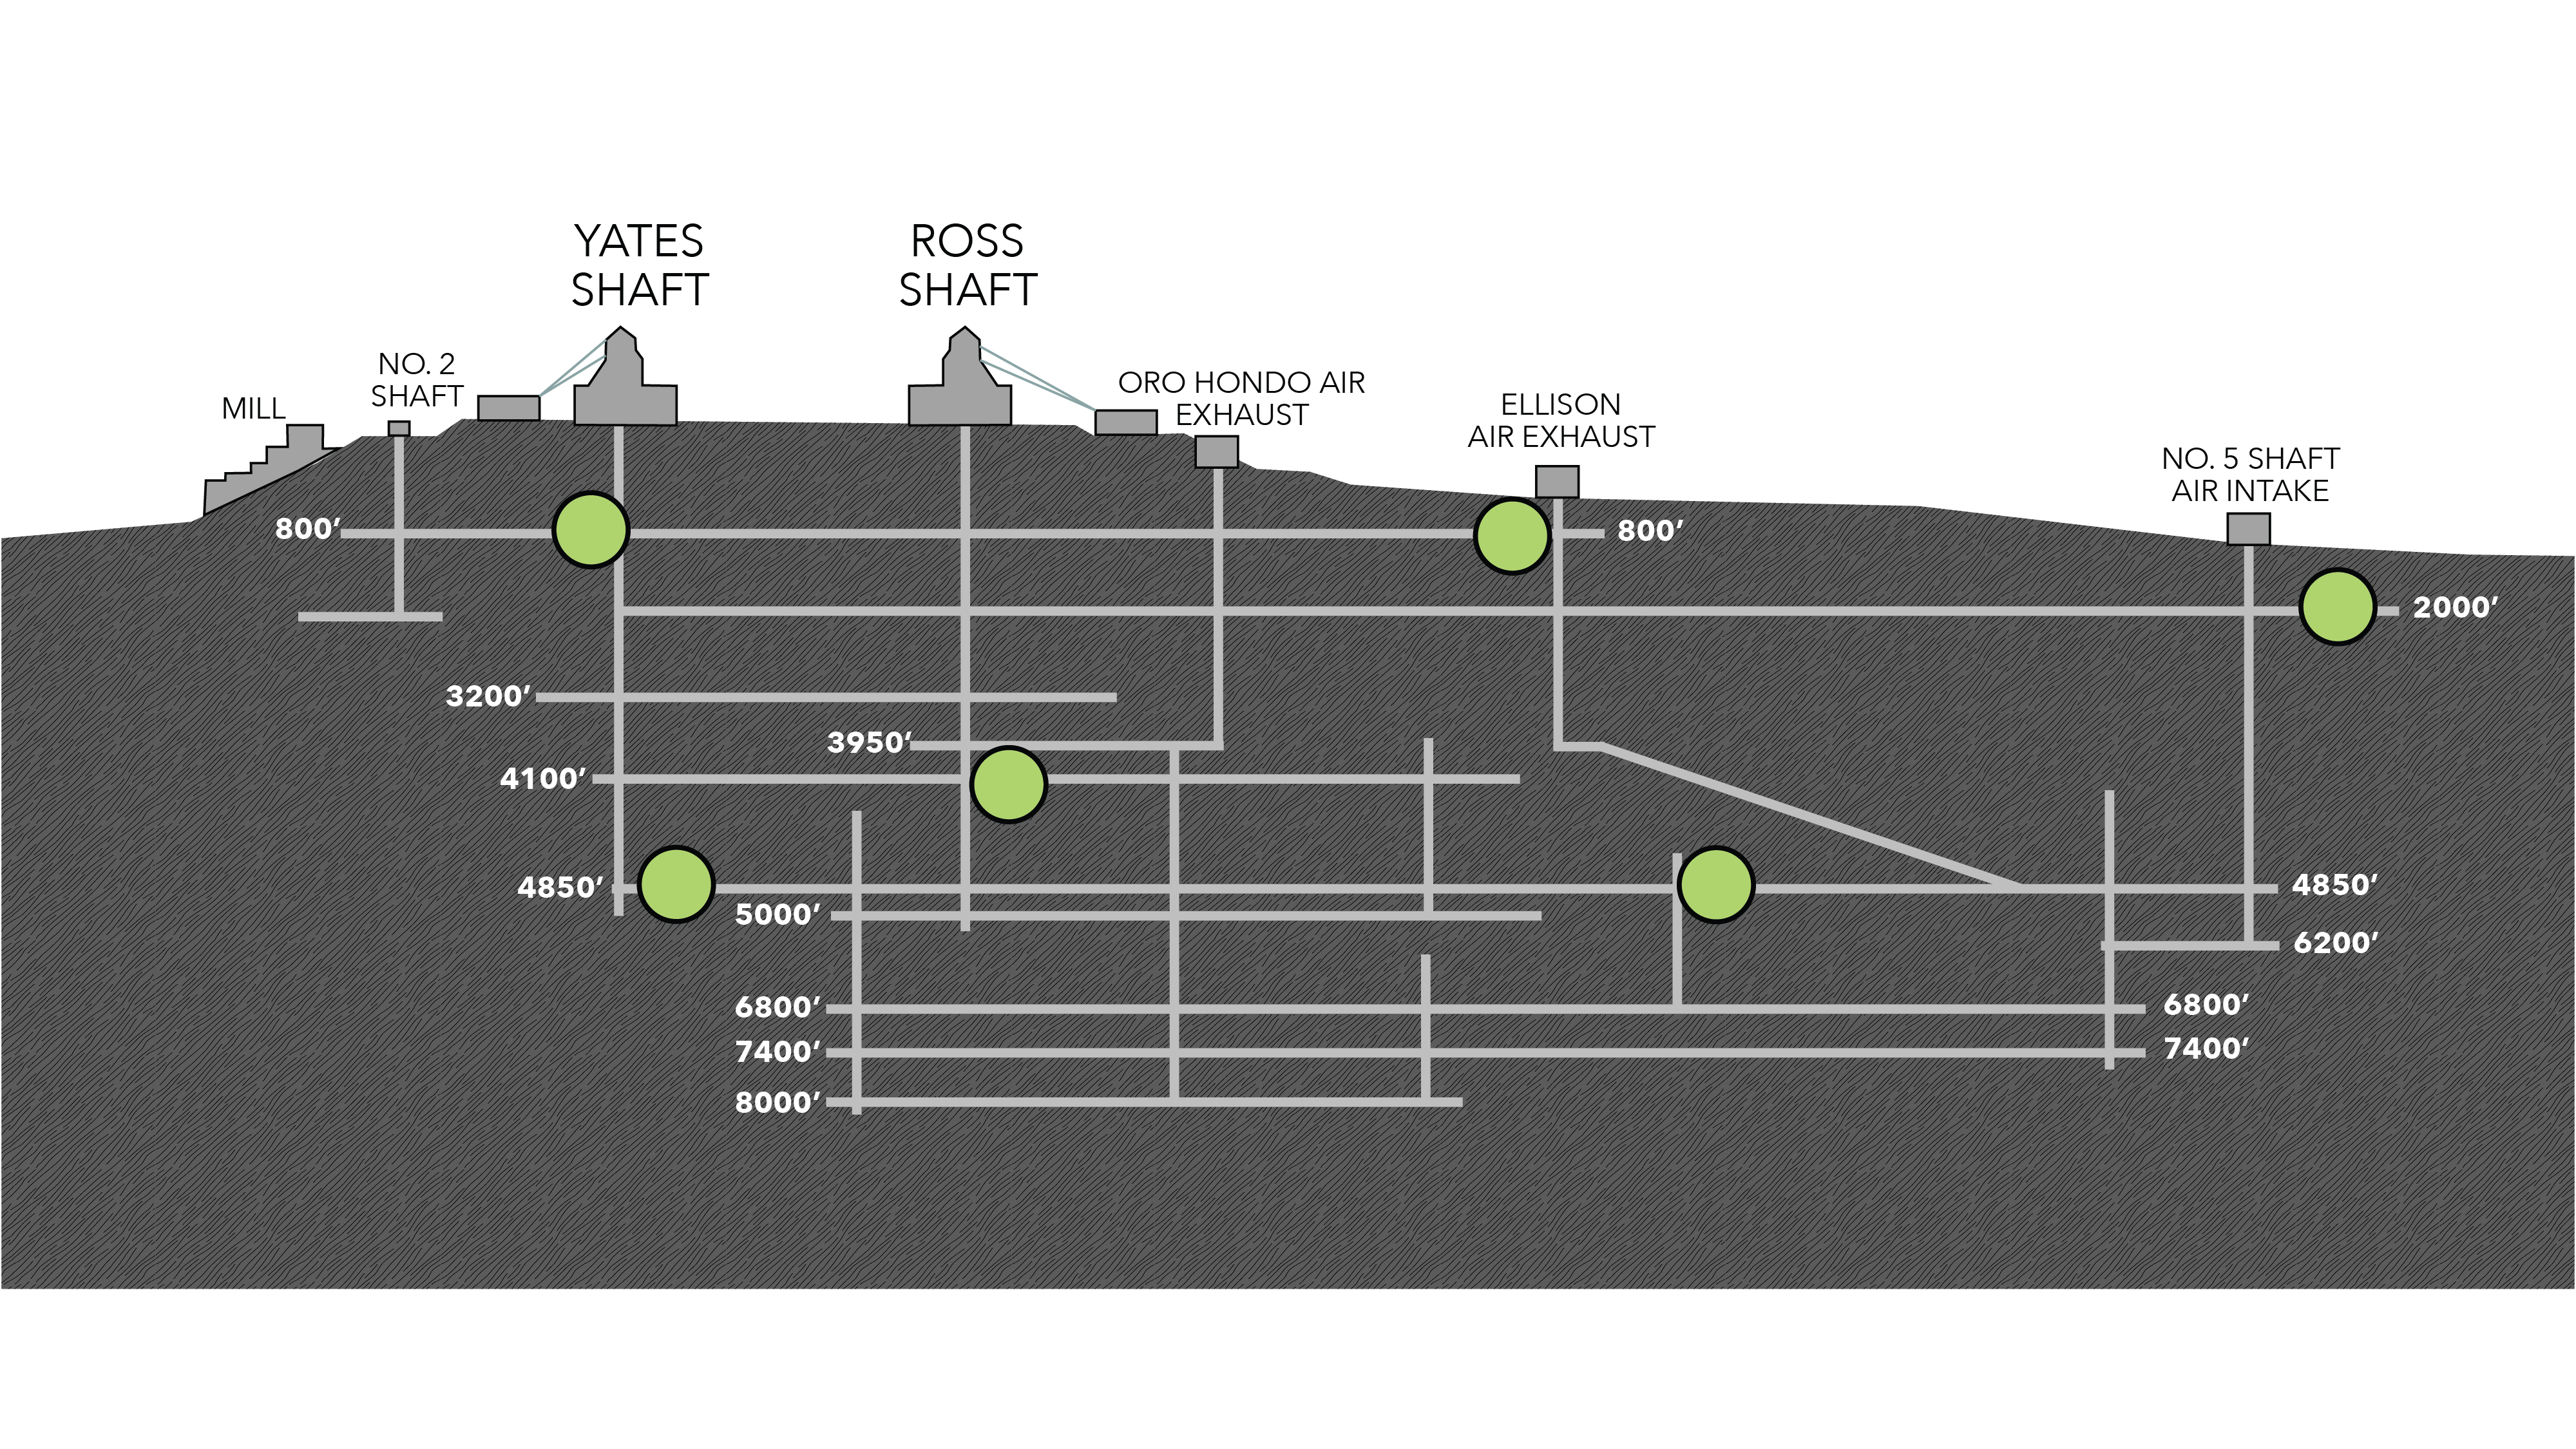 YATES
SHAFT
ROSS
SHAFT
NO. 2
SHAFT
MILL
ORO HONDO AIR
EXHAUST
ELLISON
AIR EXHAUST
NO. 5 SHAFT
AIR INTAKE
800′
800′
2000′
3200′
3950′
4100′
4850′
4850′
5000′
6200′
6800′
6800′
7400′
7400′
8000′